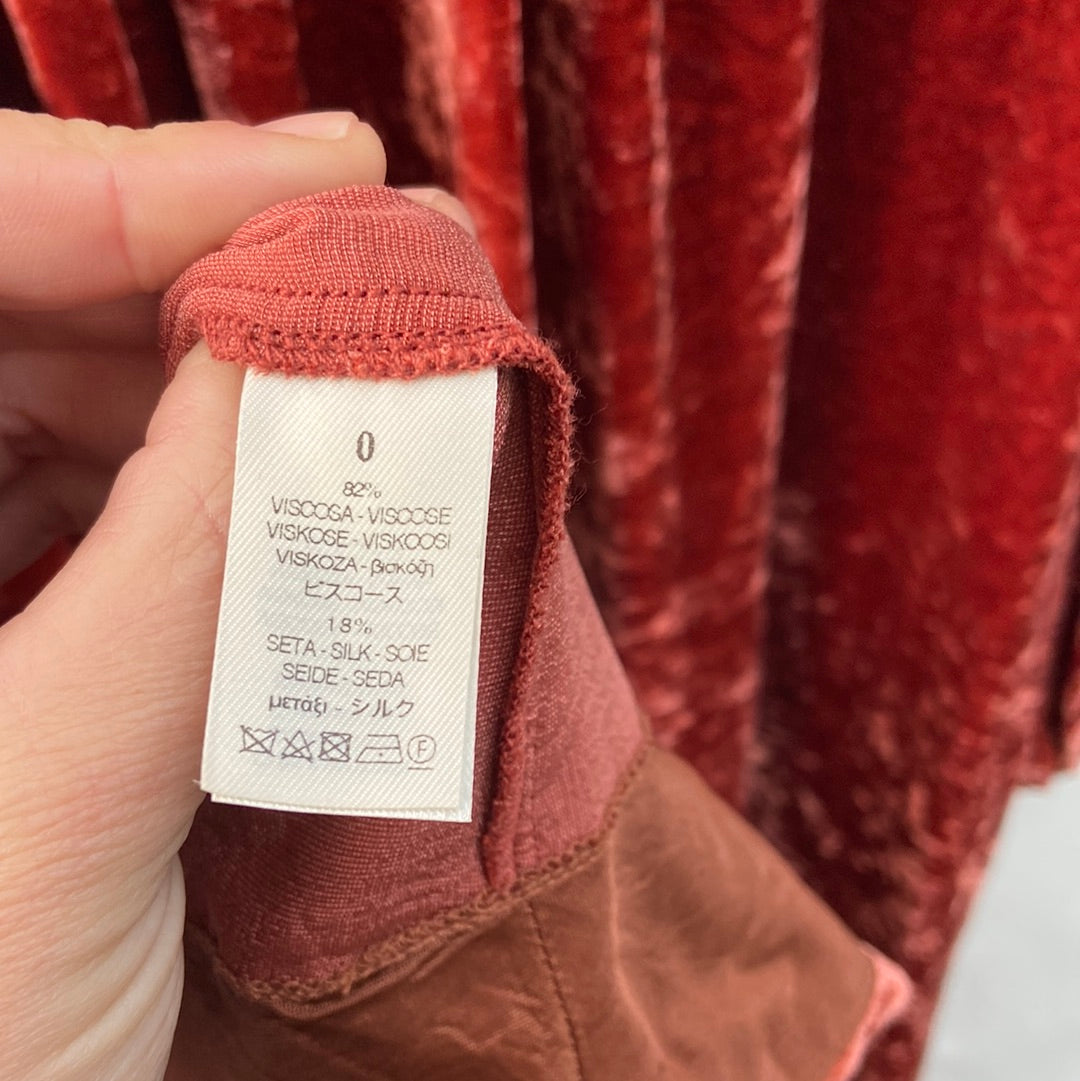 0
82%
VISCOSA - VISCOSE
VISKOSE - VISKOOSI
VISKOZA - βισκόζη
ビスコース
18%
SETA - SILK - SOIE
SEIDE - SEDA
μετάξι - シルク
F